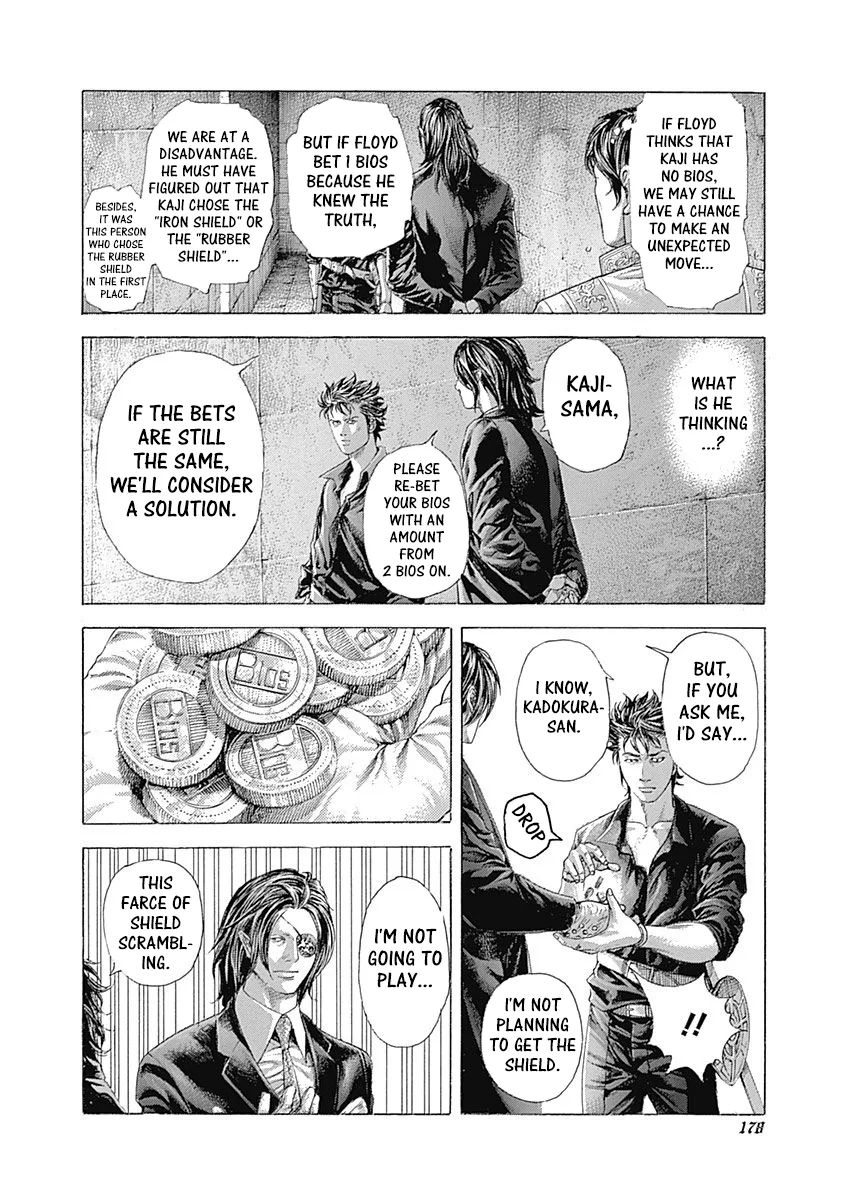 IF FLOYD
THINKS THAT
KAJI HAS
NO BIOS,
WE MAY STILL
HAVE A CHANCE
TO MAKE AN
UNEXPECTED
MOVE...
BUT IF FLOYD
BET 1 BIOS
BECAUSE HE
KNEW THE
TRUTH,
WE ARE AT A
DISADVANTAGE.
HE MUST HAVE
FIGURED OUT THAT
KAJI CHOSE THE
"IRON SHIELD" OR
THE "RUBBER
SHIELD"...
BESIDES,
IT WAS
THIS PERSON
WHO CHOSE
THE RUBBER
SHIELD
IN THE FIRST
PLACE.
WHAT
IS HE
THINKING
...?
KAJI-
SAMA,
PLEASE
RE-BET
YOUR BIOS
WITH AN
AMOUNT
FROM
2 BIOS ON.
IF THE BETS
ARE STILL
THE SAME,
WE'LL CONSIDER
A SOLUTION.
BUT,
IF YOU
ASK ME,
I'D SAY...
I KNOW,
KADOKURA-
SAN.
DROP
!!
I'M NOT
PLANNING
TO GET THE
SHIELD.
BIOS
BIOS
BIOS
I'M NOT
GOING TO
PLAY...
THIS
FARCE OF
SHIELD
SCRAMBL-
ING.
178